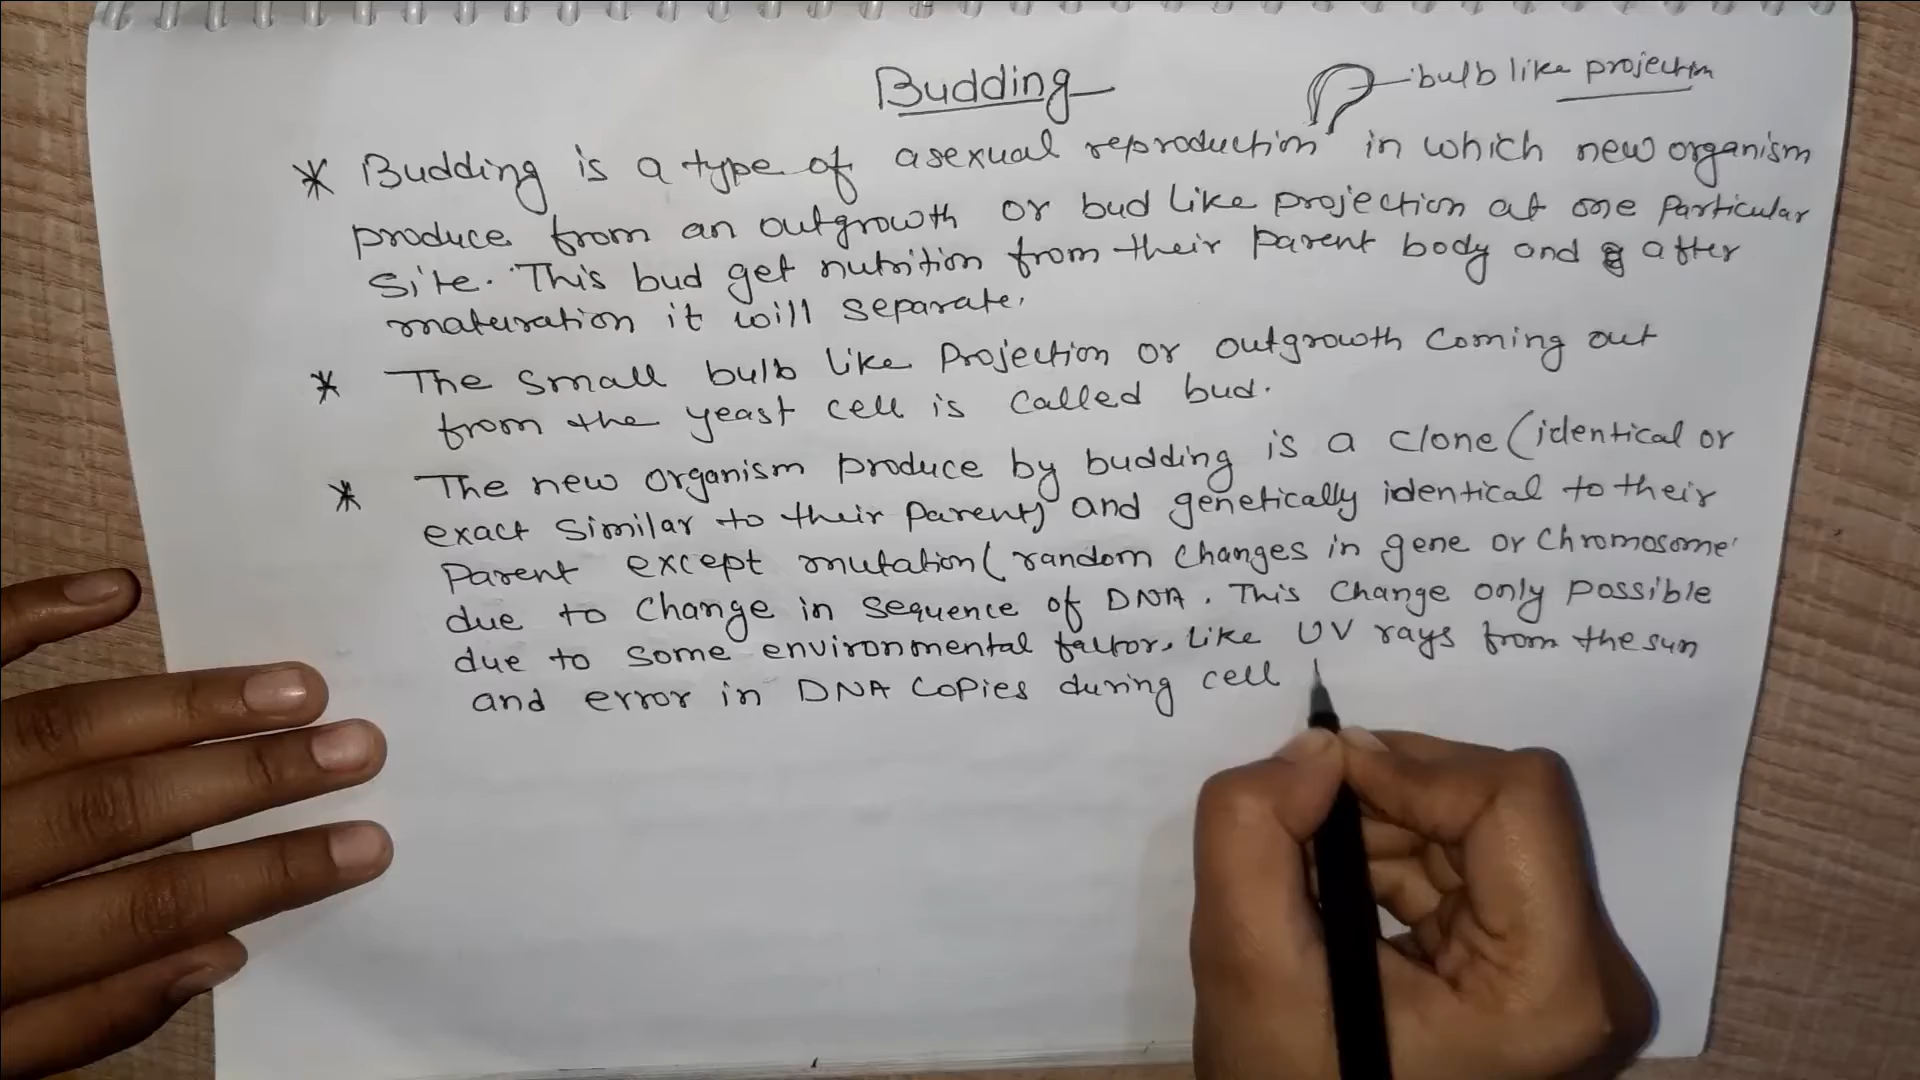 Budding
bulb like projection
* Budding is a type of asexual reproduction in which new organism
produce from an outgrowth or bud like projection at one particular
site. This bud get nutrition from their parent body and after
maturation it will separate.
* The small bulb like projection or outgrowth coming out
from the yeast cell is called bud.
* The new organism produce by budding is a clone (identical or
exact similar to their parent) and genetically identical to their
parent except mutation (random changes in gene or chromosome
due to change in sequence of DNA. This change only possible
due to some environmental factor, like UV rays from the sun
and error in DNA copies during cell